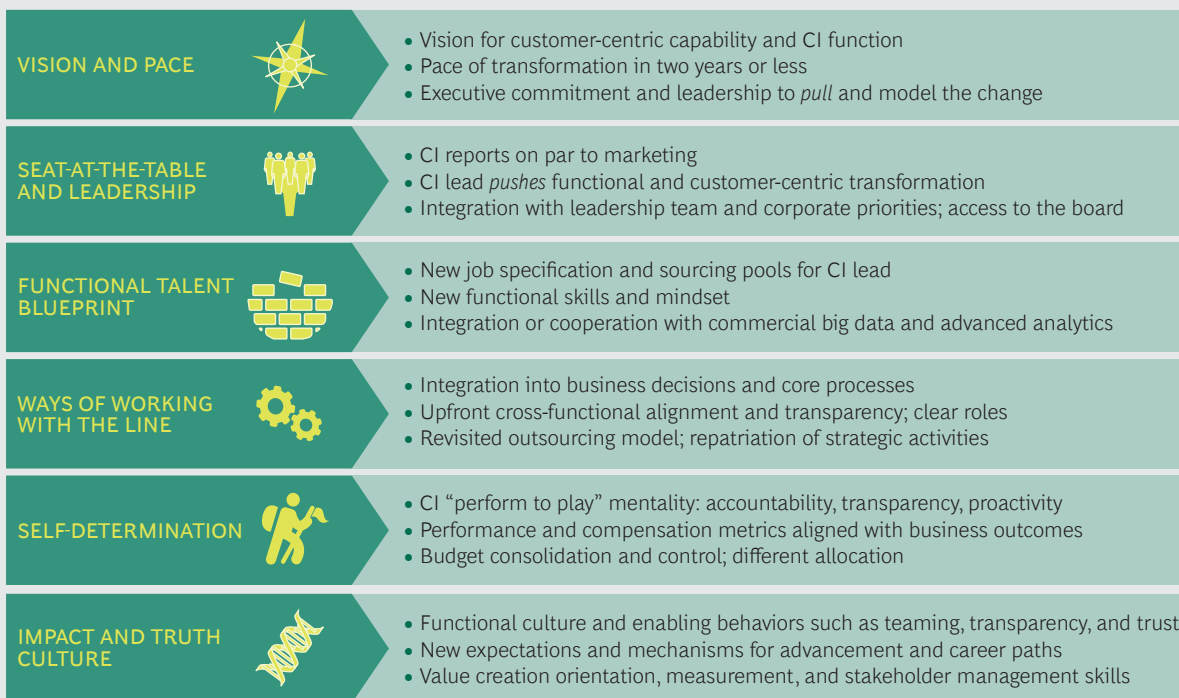 VISION AND PACE
• Vision for customer-centric capability and CI function
• Pace of transformation in two years or less
• Executive commitment and leadership to pull and model the change
SEAT-AT-THE-TABLE
AND LEADERSHIP
• CI reports on par to marketing
• CI lead pushes functional and customer-centric transformation
• Integration with leadership team and corporate priorities; access to the board
FUNCTIONAL TALENT
BLUEPRINT
• New job specification and sourcing pools for CI lead
• New functional skills and mindset
• Integration or cooperation with commercial big data and advanced analytics
WAYS OF WORKING
WITH THE LINE
• Integration into business decisions and core processes
• Upfront cross-functional alignment and transparency; clear roles
• Revisited outsourcing model; repatriation of strategic activities
SELF-DETERMINATION
• CI “perform to play” mentality: accountability, transparency, proactivity
• Performance and compensation metrics aligned with business outcomes
• Budget consolidation and control; different allocation
IMPACT AND TRUTH
CULTURE
• Functional culture and enabling behaviors such as teaming, transparency, and trust
• New expectations and mechanisms for advancement and career paths
• Value creation orientation, measurement, and stakeholder management skills